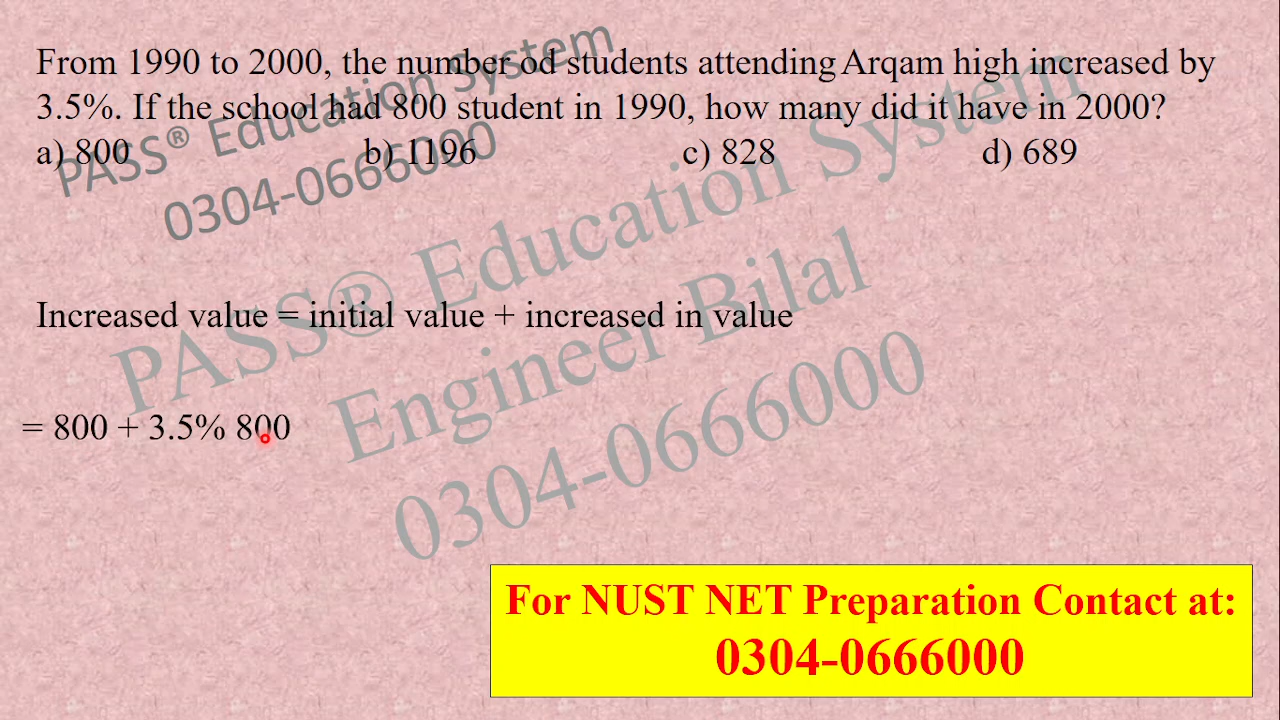 From 1990 to 2000, the number od students attending Arqam high increased by
3.5%. If the school had 800 student in 1990, how many did it have in 2000?
a) 800 b) 1196 c) 828 d) 689
PASS® Education System
0304-0666000
Increased value = initial value + increased in value
PASS® Education System
Engineer Bilal
0304-0666000
= 800 + 3.5% 800
For NUST NET Preparation Contact at:
0304-0666000